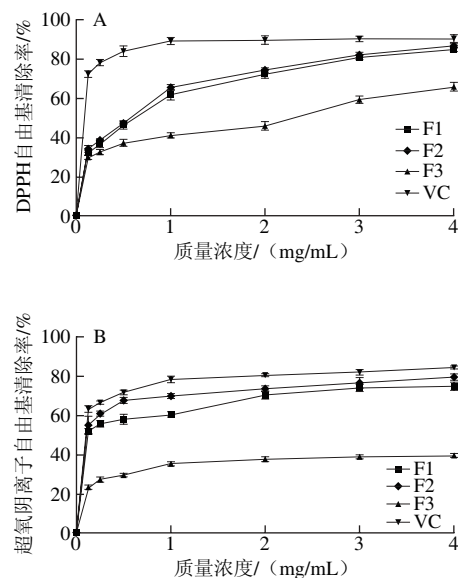 A
DPPH自由基清除率/%
100
80
60
40
20
0
F1
F2
F3
VC
0 1 2 3 4
质量浓度/（mg/mL）
B
超氧阴离子自由基清除率/%
100
80
60
40
20
0
F1
F2
F3
VC
0 1 2 3 4
质量浓度/（mg/mL）